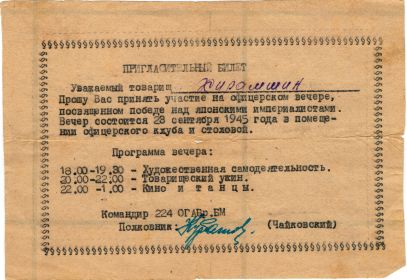 ПРИГЛАСИТЕЛЬНЫЙ БИЛЕТ
Уважаемый товарищ Хирамшин
Прошу Вас принять участие на офицерском вечере,
посвященном победе над японскими империалистами.
Вечер состоится 28 сентября 1945 года в помеще-
нии офицерского клуба и столовой.
Программа вечера:
18.00-19.30 - Художественная самодеятельность.
20.00-22.00 - Товарищеский ужин.
22.00 -1.00 - Кино и танцы.
Командир 224 ОГАБр.БМ
Полковник (Чайковский)